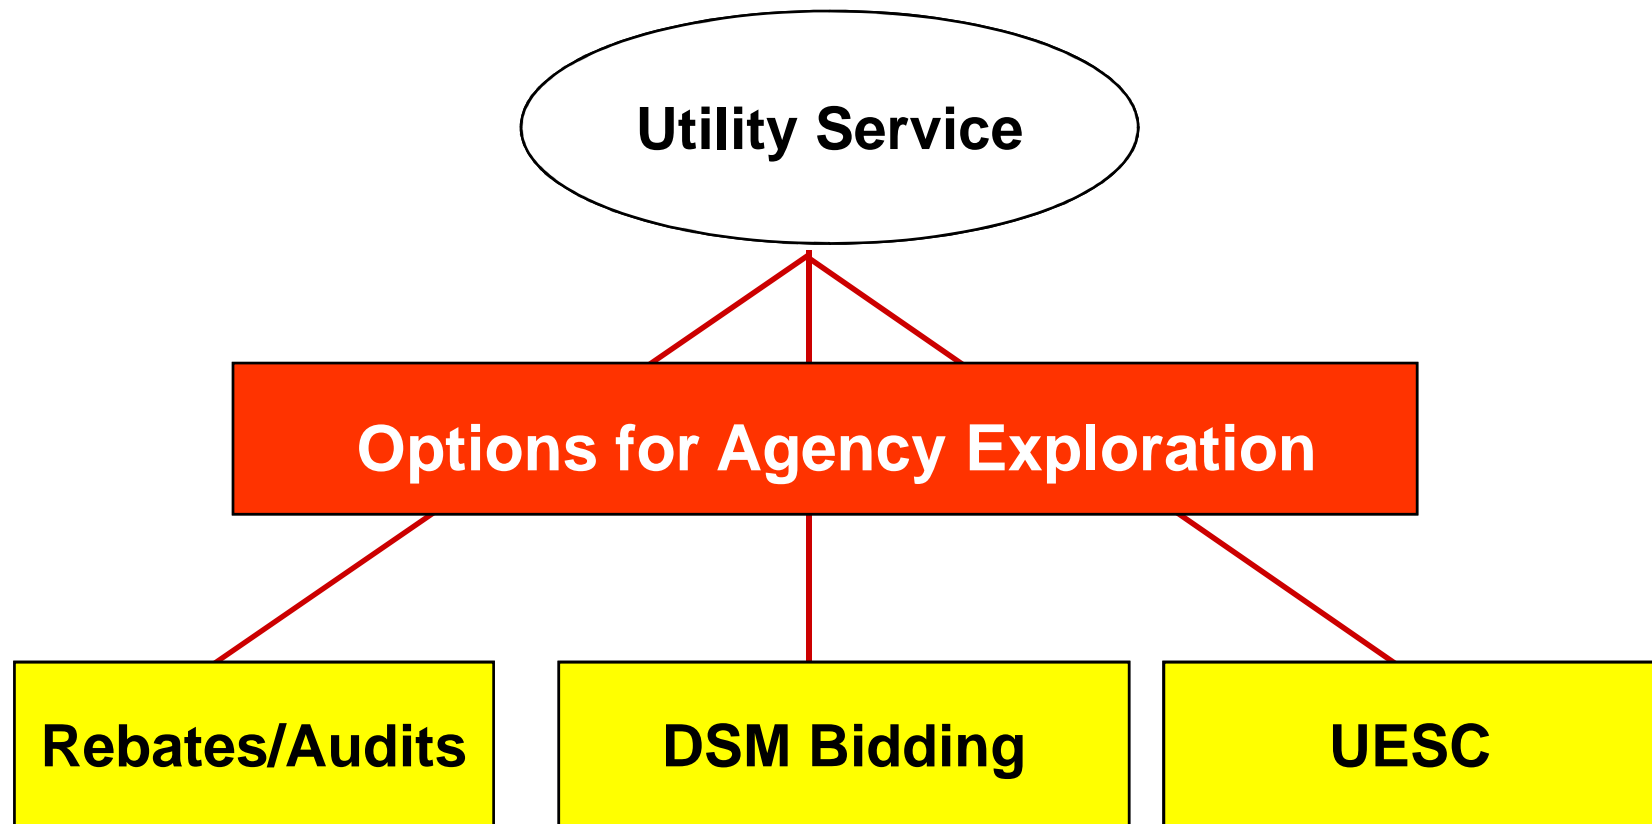 Utility Service
Options for Agency Exploration
Rebates/Audits
DSM Bidding
UESC